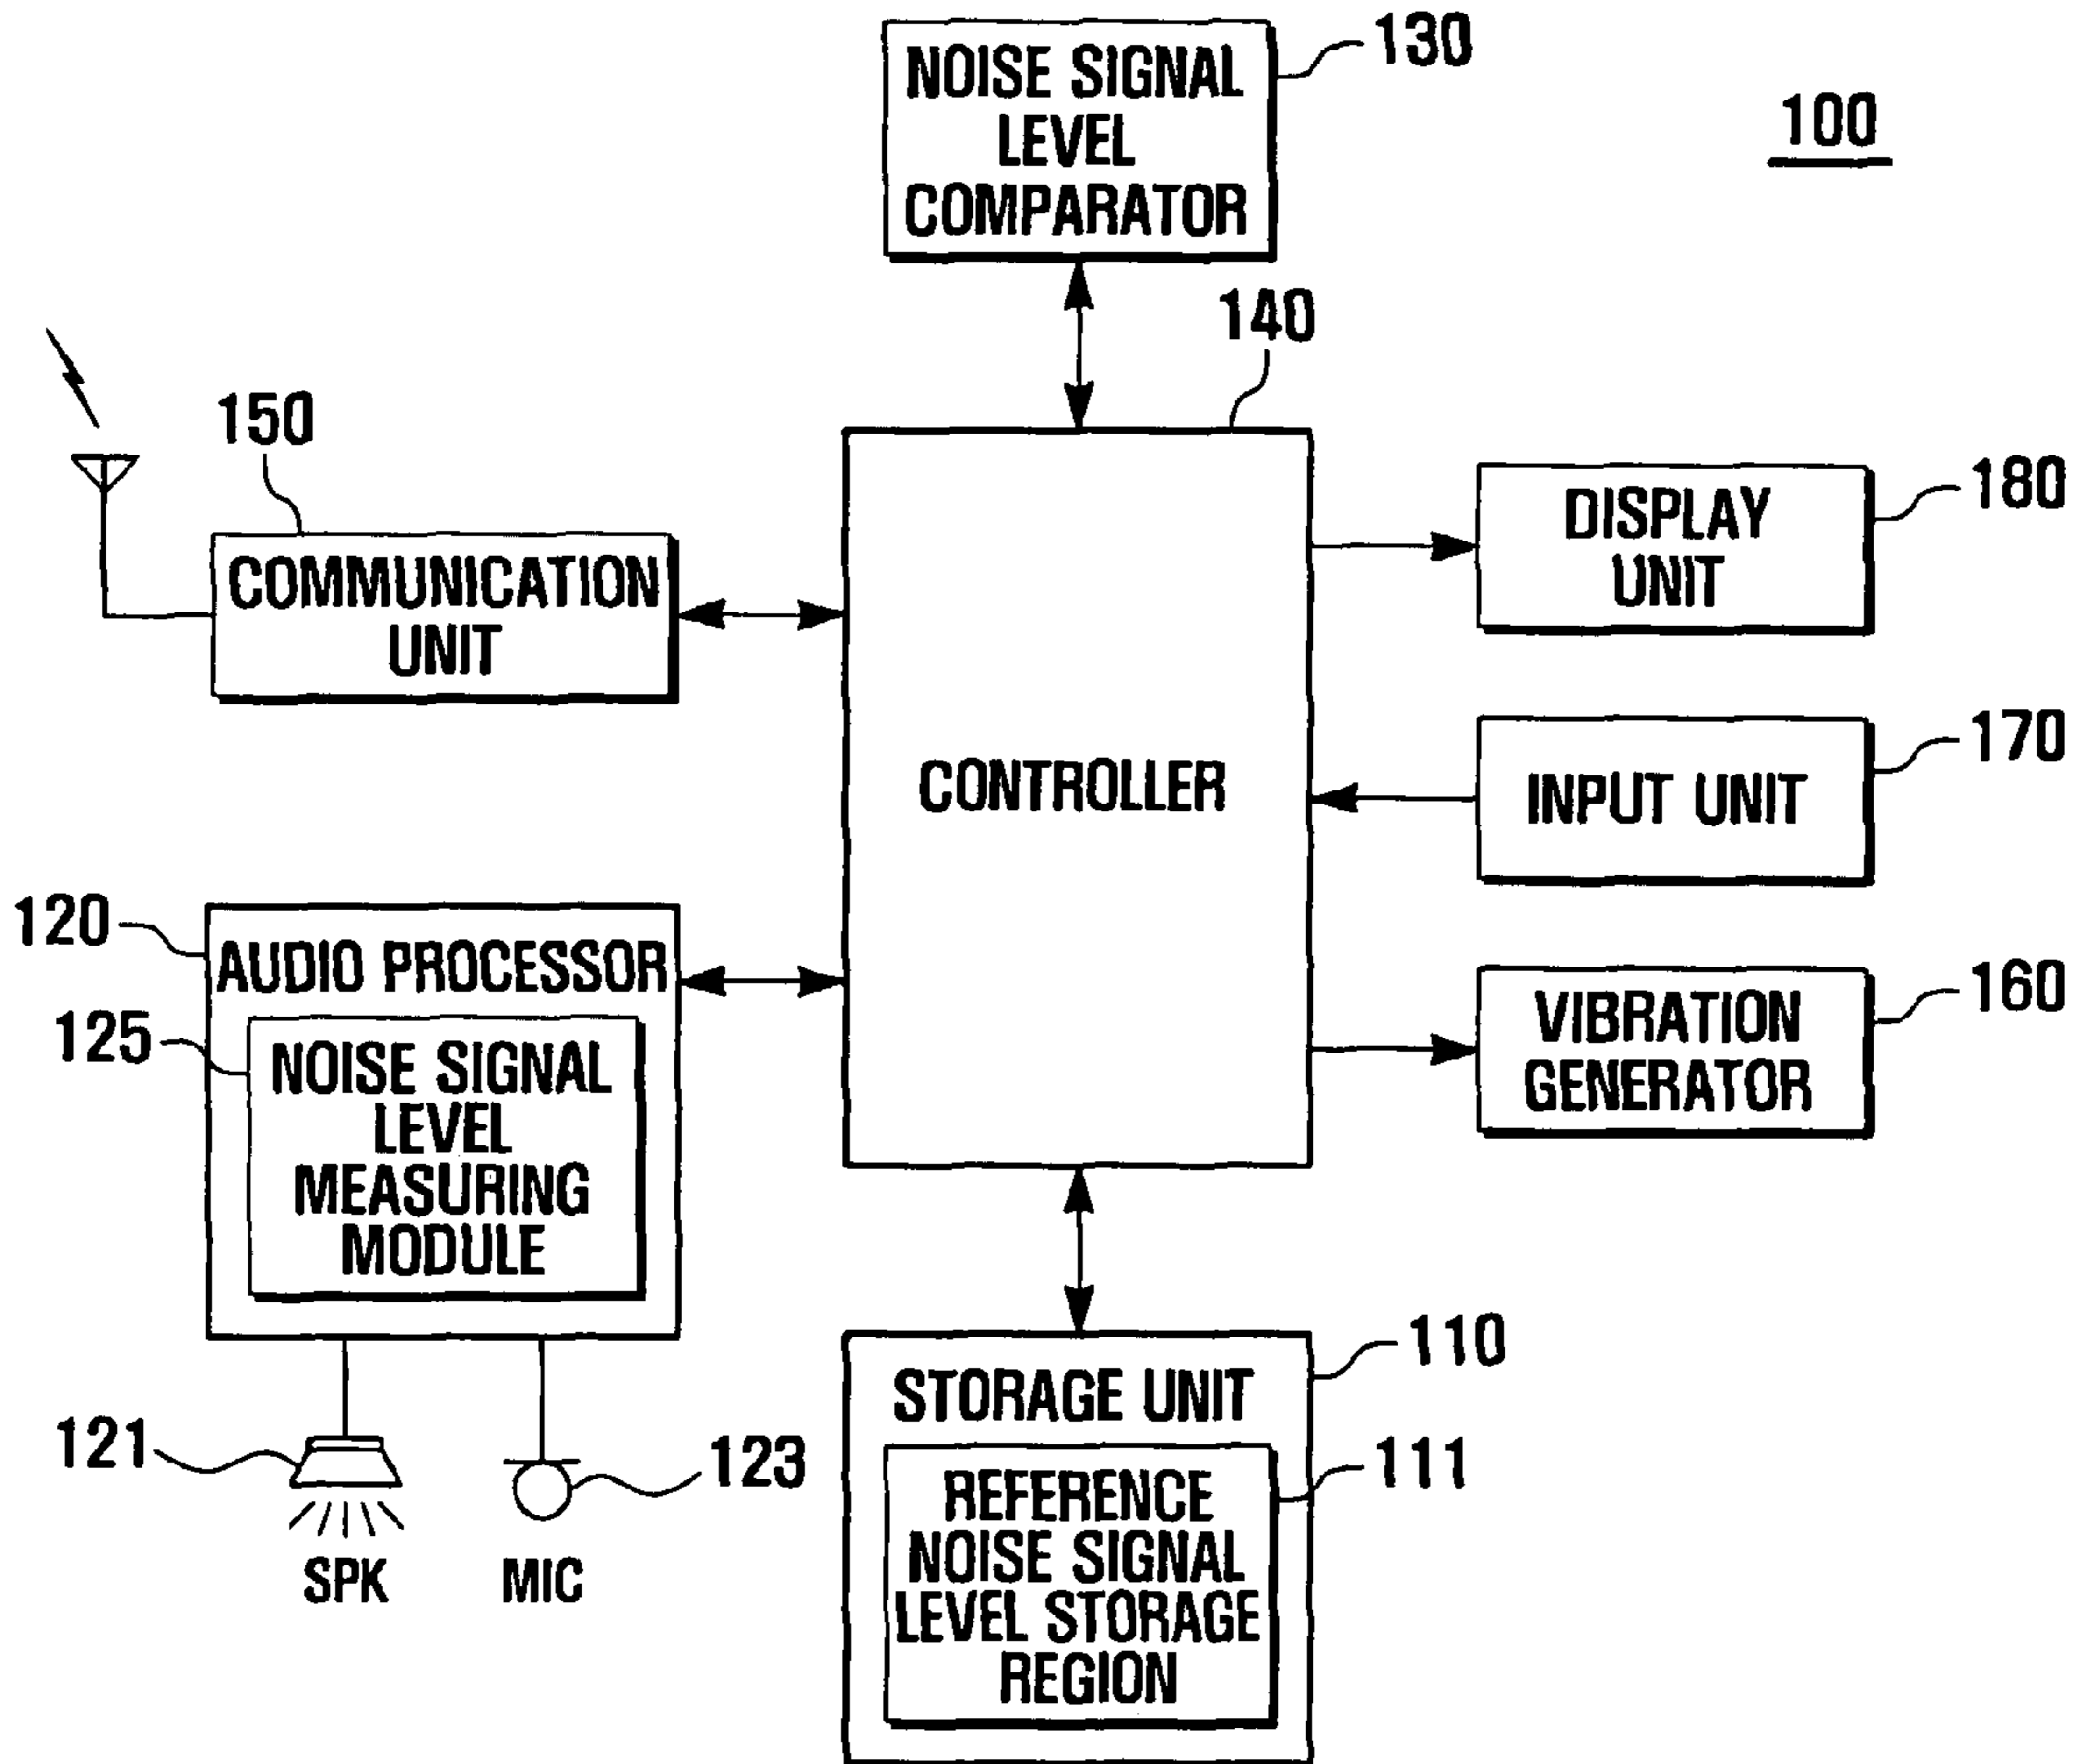 130
NOISE SIGNAL
LEVEL
COMPARATOR
100
140
150
COMMUNICATION
UNIT
CONTROLLER
180
DISPLAY
UNIT
170
INPUT UNIT
160
VIBRATION
GENERATOR
120
AUDIO PROCESSOR
125
NOISE SIGNAL
LEVEL
MEASURING
MODULE
121
SPK
123
MIC
110
STORAGE UNIT
111
REFERENCE
NOISE SIGNAL
LEVEL STORAGE
REGION